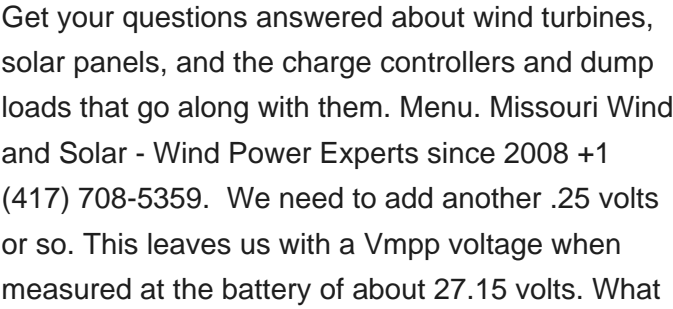 Get your questions answered about wind turbines,
solar panels, and the charge controllers and dump
loads that go along with them. Menu. Missouri Wind
and Solar - Wind Power Experts since 2008 +1
(417) 708-5359.  We need to add another .25 volts
or so. This leaves us with a Vmpp voltage when
measured at the battery of about 27.15 volts. What